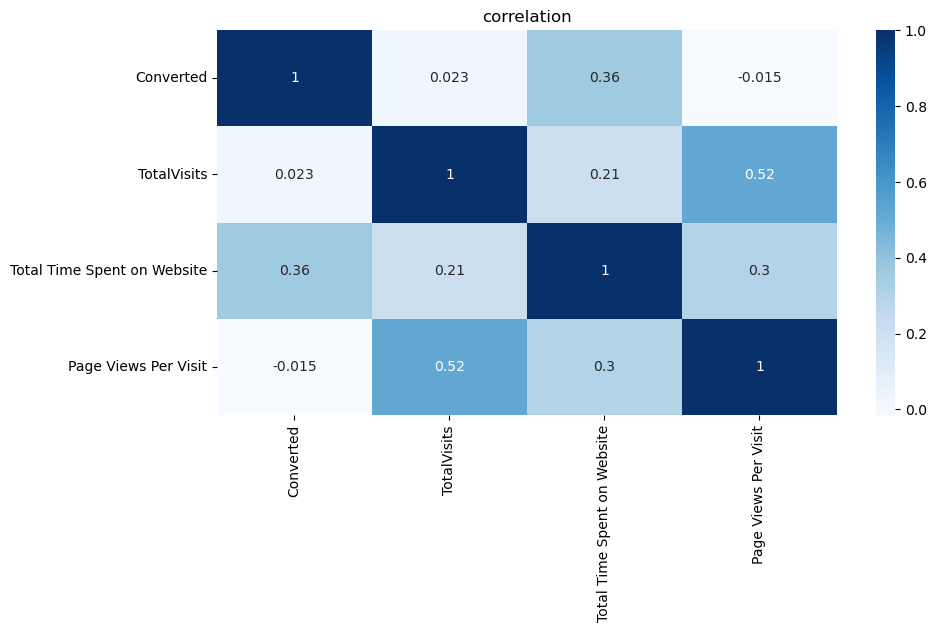 correlation
Converted 1 0.023 0.36 -0.015
TotalVisits 0.023 1 0.21 0.52
Total Time Spent on Website 0.36 0.21 1 0.3
Page Views Per Visit -0.015 0.52 0.3 1
Converted
TotalVisits
Total Time Spent on Website
Page Views Per Visit
1.0
0.8
0.6
0.4
0.2
0.0